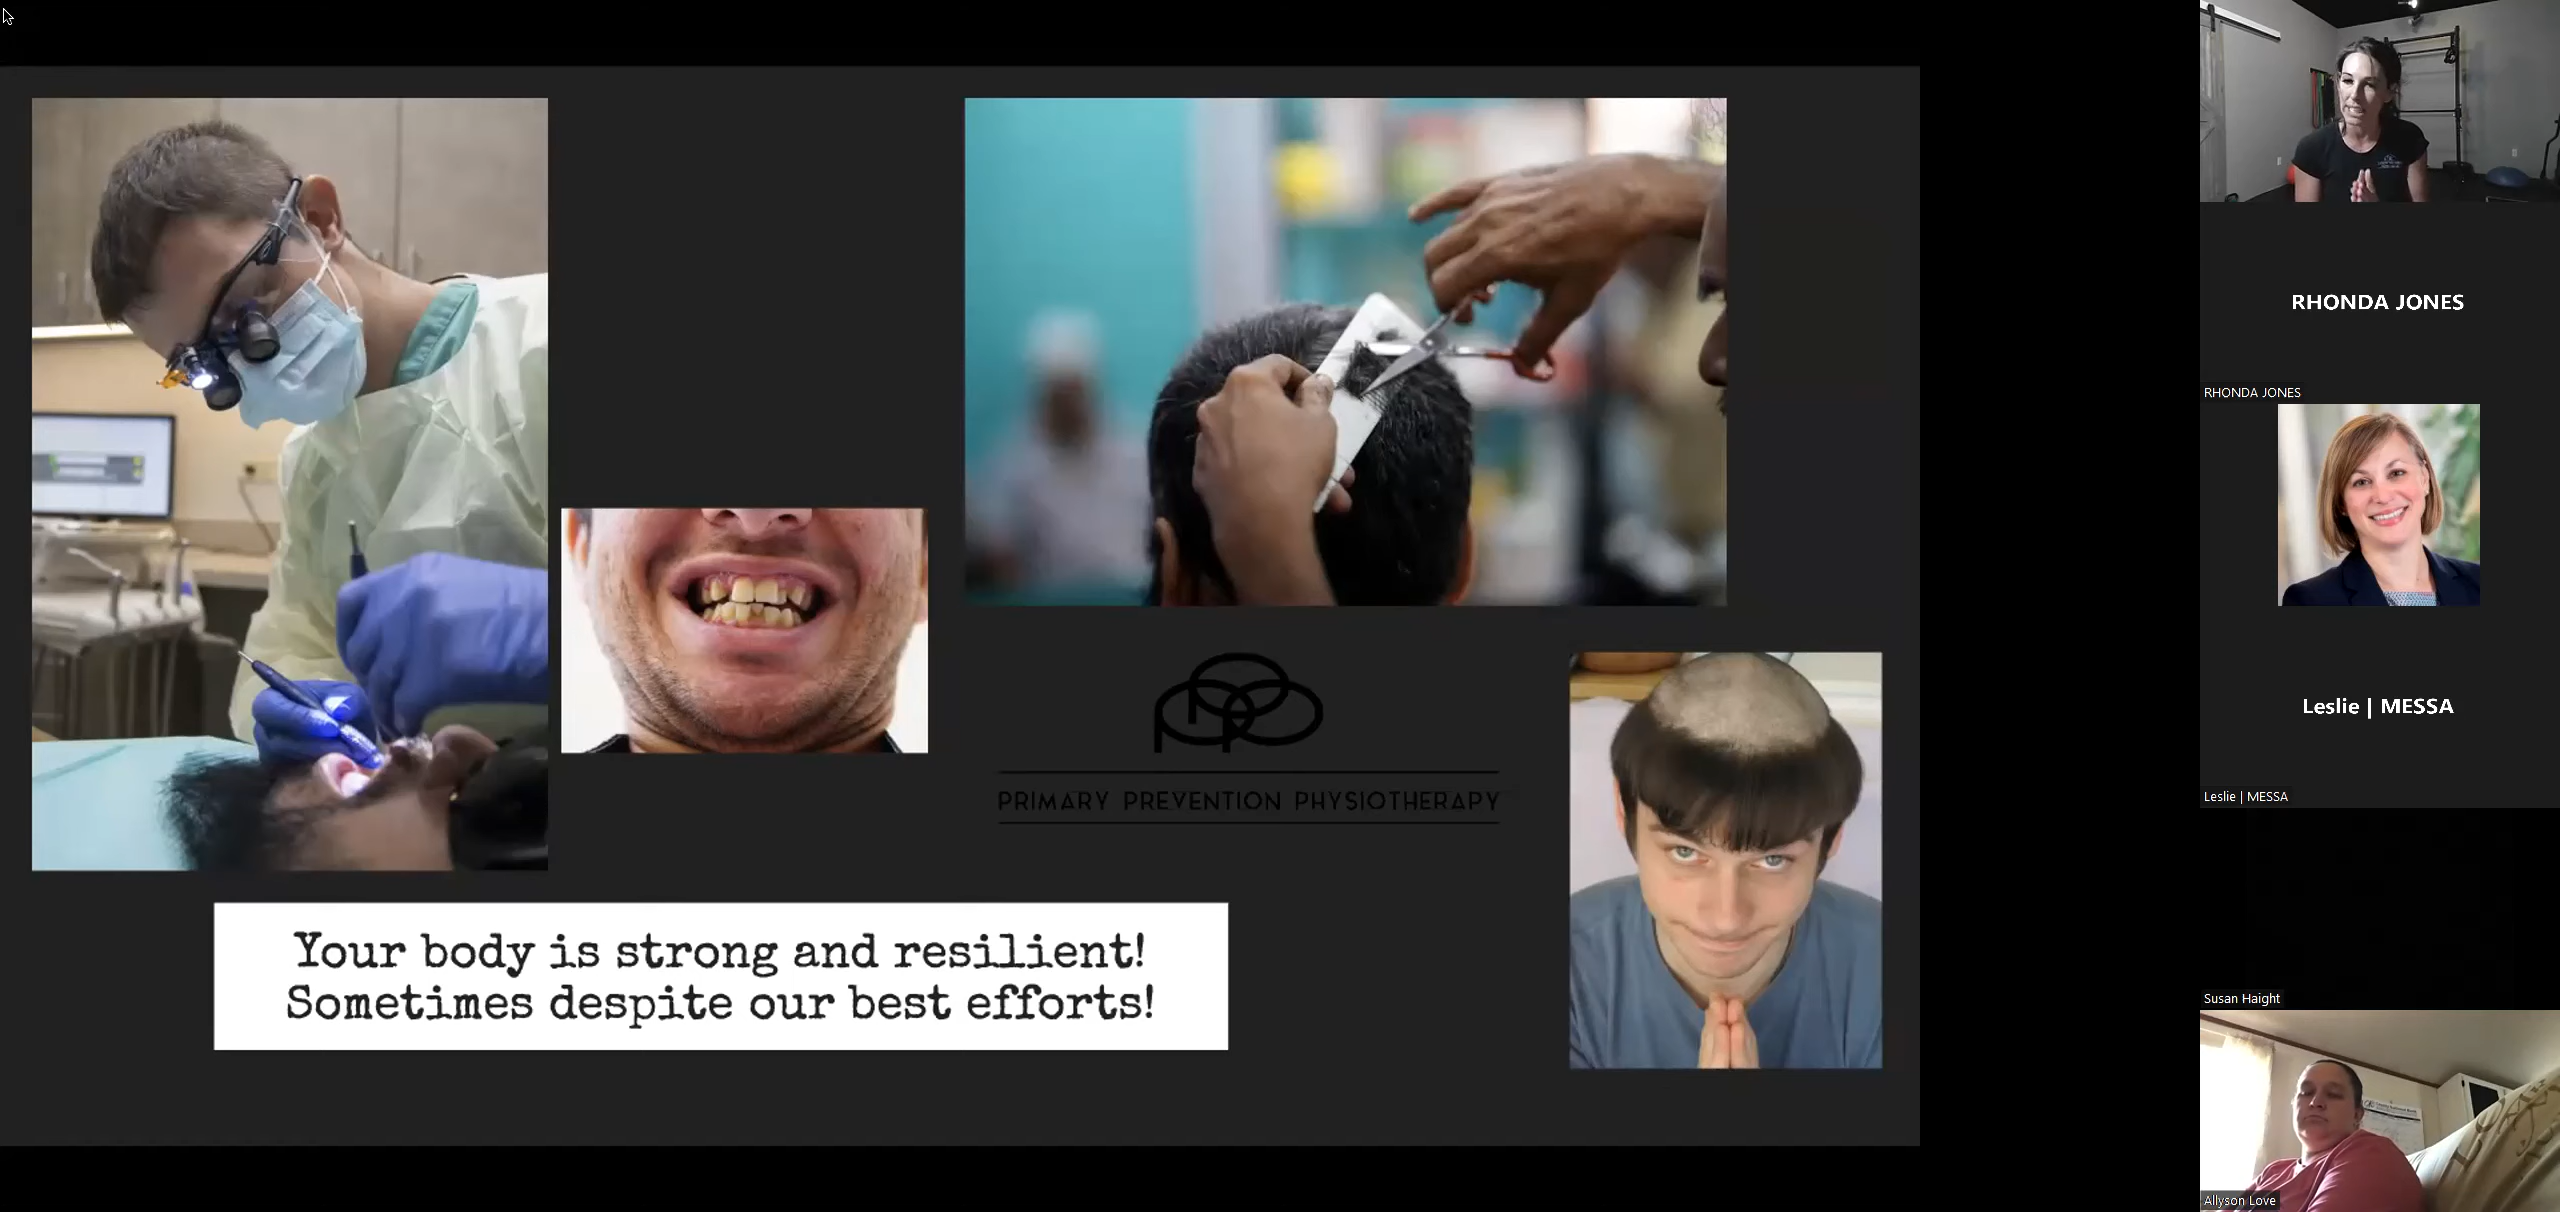 PRIMARY PREVENTION PHYSIOTHERAPY
Your body is strong and resilient!
Sometimes despite our best efforts!
RHONDA JONES
RHONDA JONES
Leslie | MESSA
Leslie | MESSA
Susan Haight
Allyson Love